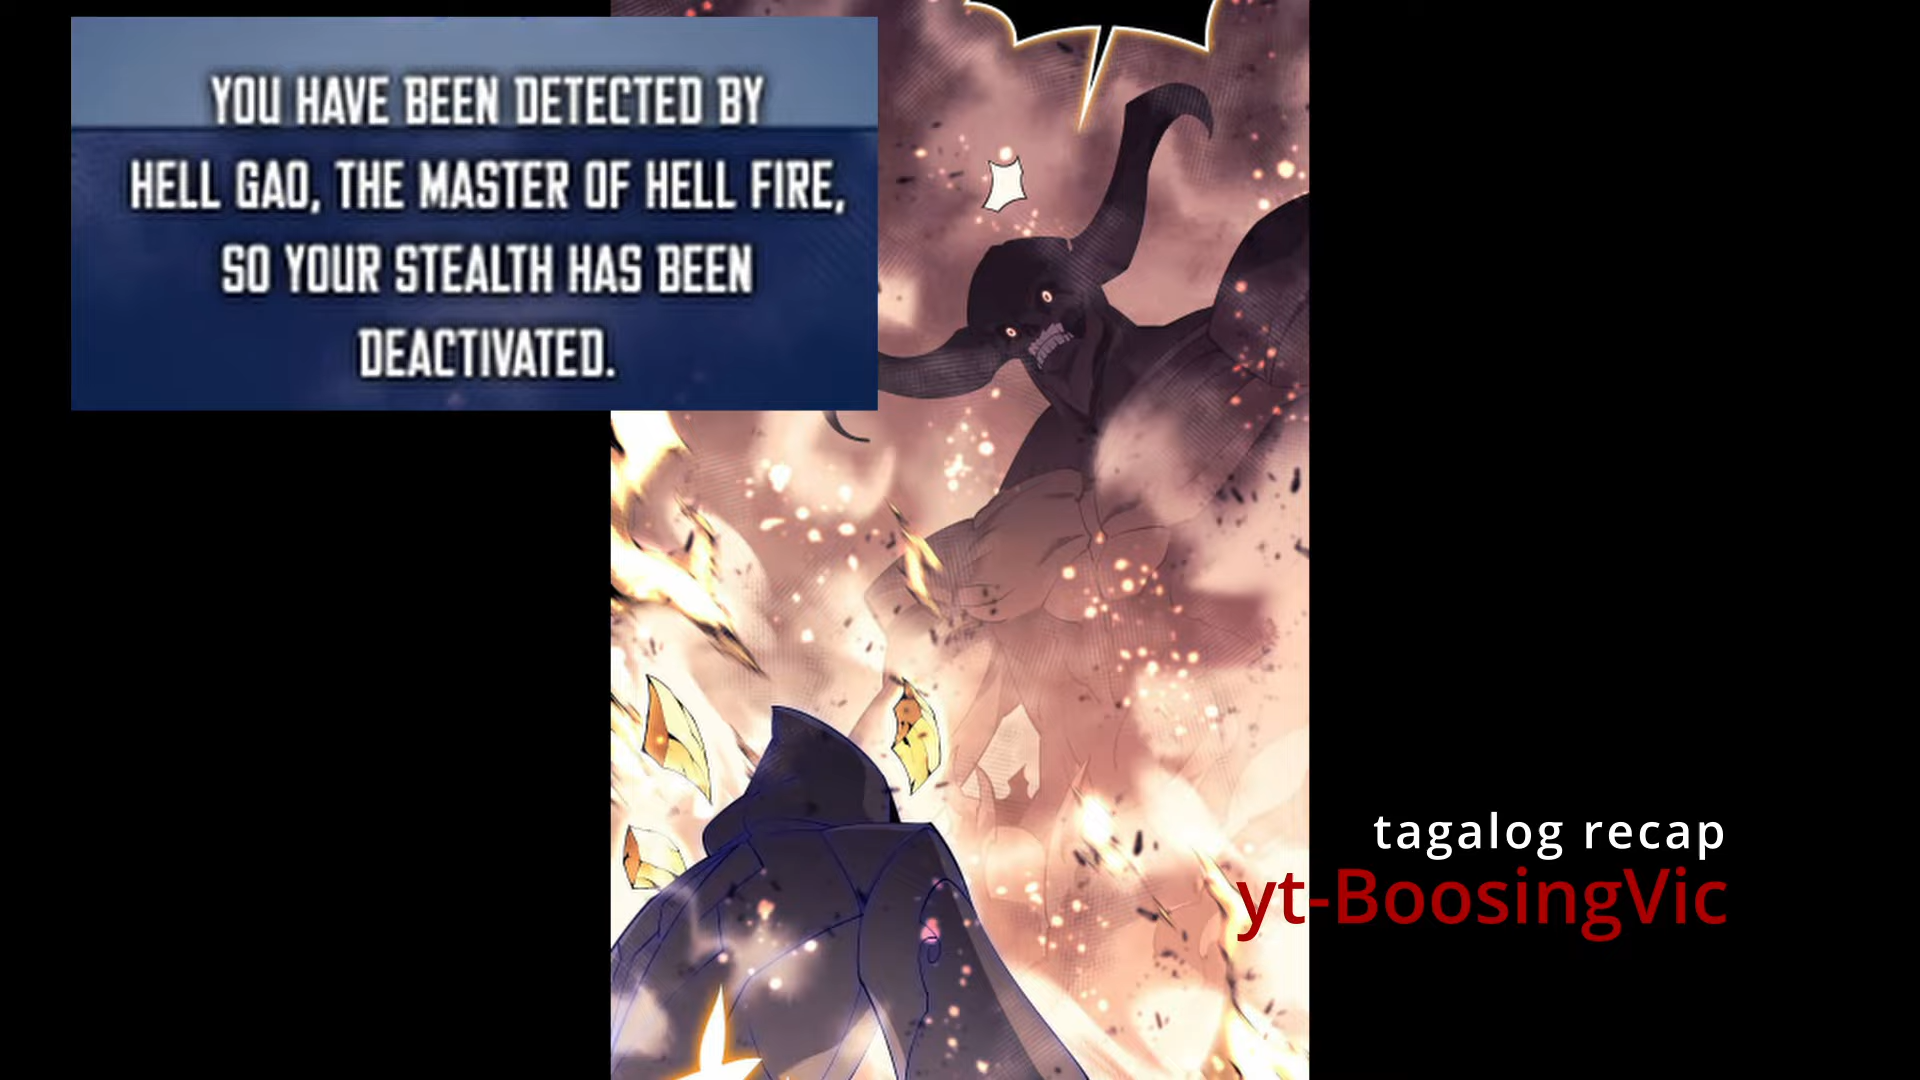 YOU HAVE BEEN DETECTED BY
HELL GAO, THE MASTER OF HELL FIRE,
SO YOUR STEALTH HAS BEEN
DEACTIVATED.
tagalog recap
yt-BoosingVic